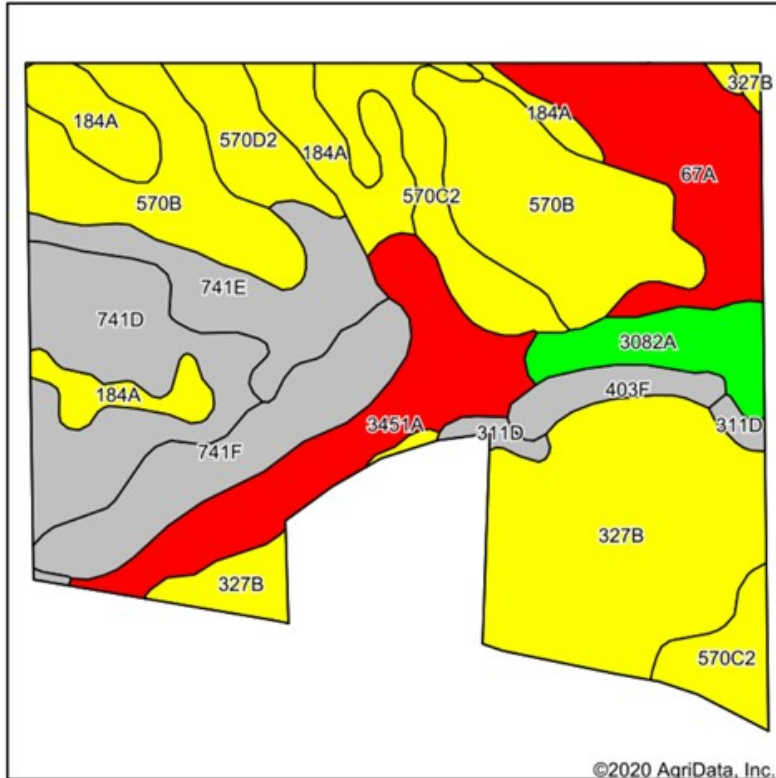 327B
184A
184A
570D2
184A
67A
570C2
570B
570B
741E
741D
3082A
403F
184A
3451A
311D
311D
741F
327B
327B
570C2
©2020 AgriData, Inc.